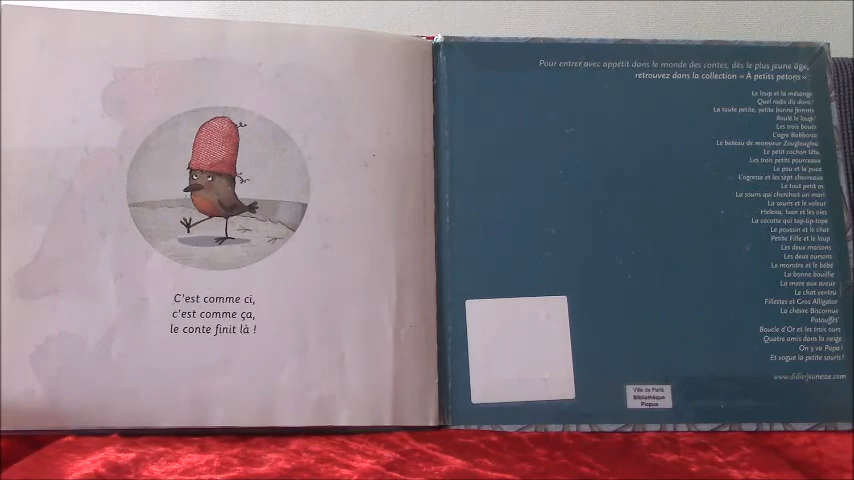 C'est comme ci,
c'est comme ça,
le conte finit là !
Pour entrer avec appétit dans le monde des contes, dès le plus jeune âge,
retrouvez dans la collection « À petits petons »
Le loup et la mésange
Quel radis dis donc !
La toute petite, petite bonne femme
Roulé le loup !
Les trois boucs
L'ogre Babborco
Le bateau de monsieur Zouglouglou
Le petit cochon têtu
Les trois petits pourceaux
Le pou et la puce
L'ogresse et les sept chevreaux
Le tout petit os
La souris qui cherchait un mari
La souris et le voleur
Helena, Ivan et les oies
La cocotte qui tap-tip-tope
Le poussin et le chat
Petite Fille et le loup
Les deux maisons
Les deux oursons
Le monstre et le bébé
La bonne bouillie
La mare aux aveux
Le chat ventru
Fillettes et Gros Alligator
La chèvre Biscornue
Patouffèt'
Boucle d'Or et les trois ours
Quatre amis dans la neige
On y va Papa !
Et vogue la petite souris !
www.didierjeunesse.com
Ville de Paris
Bibliothèque
Picpus